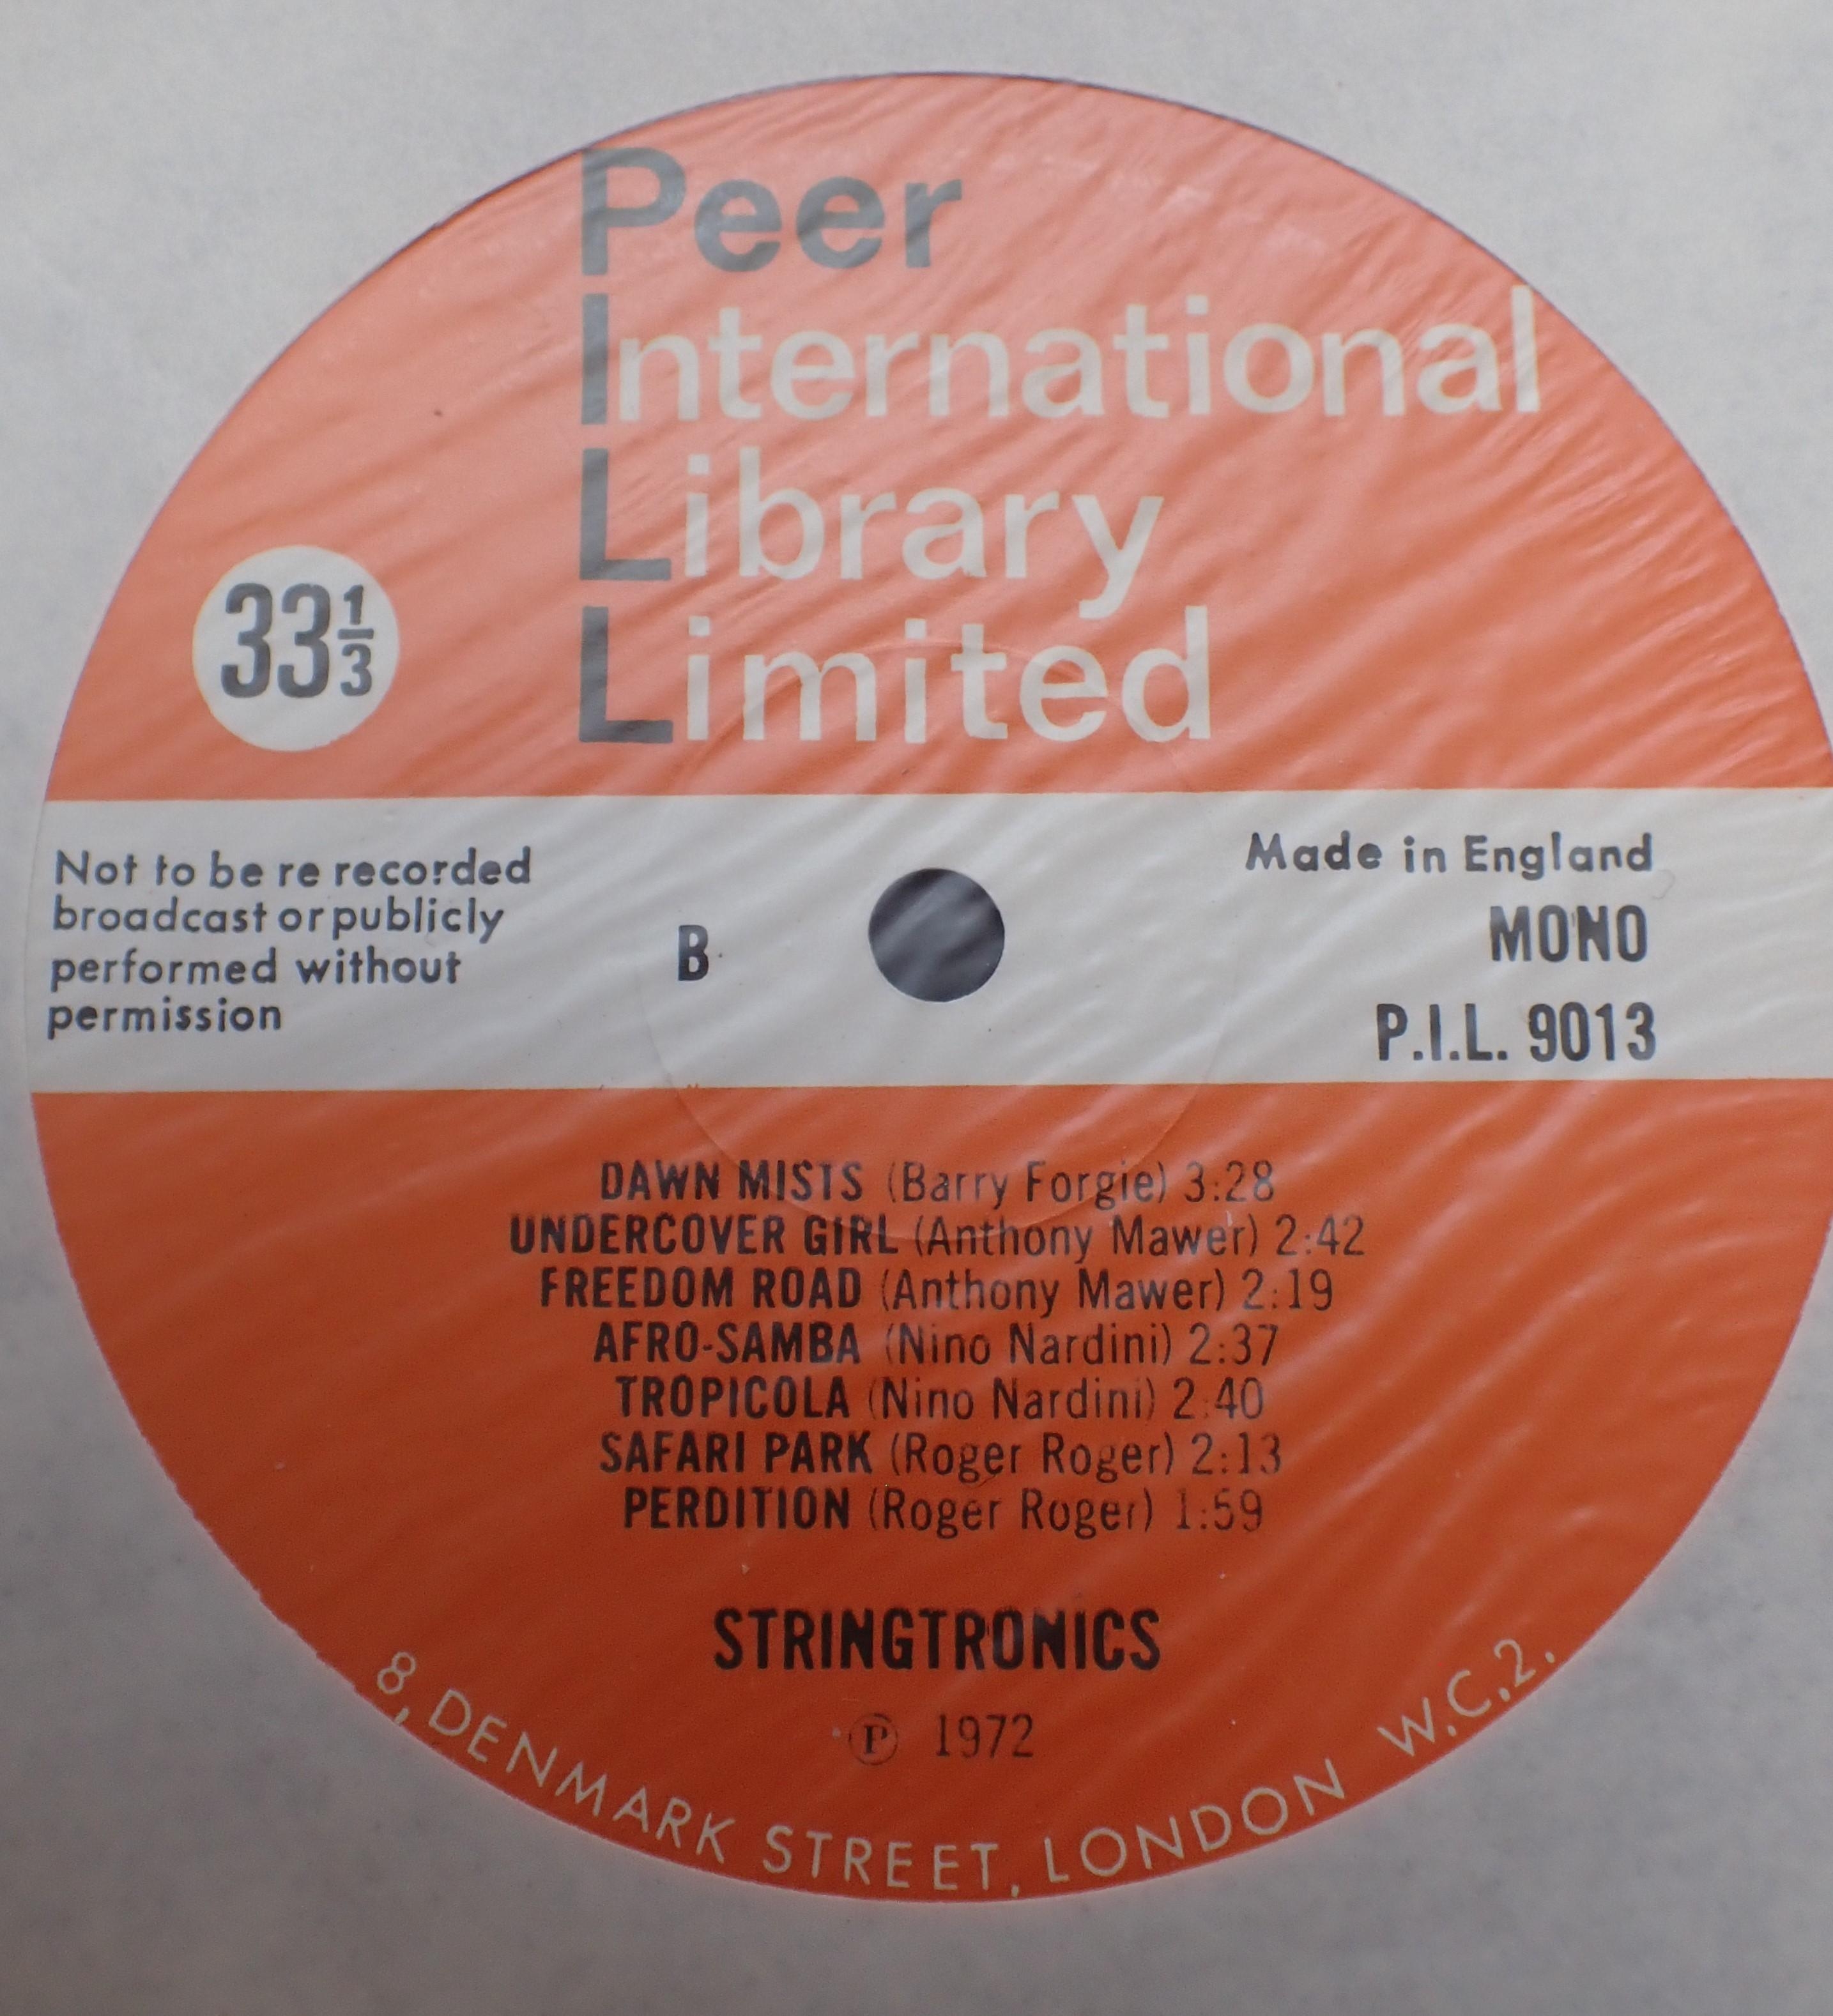 Peer
International
Library
Limited
33⅓
Not to be re recorded
broadcast or publicly
performed without
permission
B
Made in England
MONO
P.I.L. 9013
DAWN MISTS (Barry Forgie) 3:28
UNDERCOVER GIRL (Anthony Mawer) 2:42
FREEDOM ROAD (Anthony Mawer) 2:19
AFRO-SAMBA (Nino Nardini) 2:37
TROPICOLA (Nino Nardini) 2:40
SAFARI PARK (Roger Roger) 2:13
PERDITION (Roger Roger) 1:59
STRINGTRONICS
℗ 1972
8, DENMARK STREET, LONDON W.C.2.